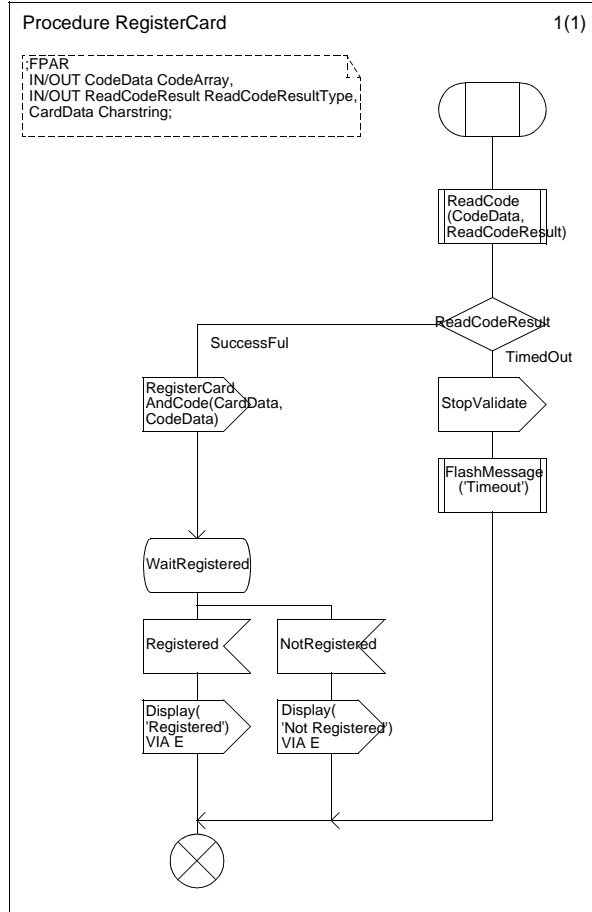 Procedure RegisterCard
1(1)
;FPAR
IN/OUT CodeData CodeArray,
IN/OUT ReadCodeResult ReadCodeResultType,
CardData Charstring;
ReadCode
(CodeData,
ReadCodeResult)
ReadCodeResult
SuccessFul
TimedOut
RegisterCard
AndCode(CardData,
CodeData)
StopValidate
FlashMessage
('Timeout')
WaitRegistered
Registered
NotRegistered
Display(
'Registered')
VIA E
Display(
'Not Registered')
VIA E